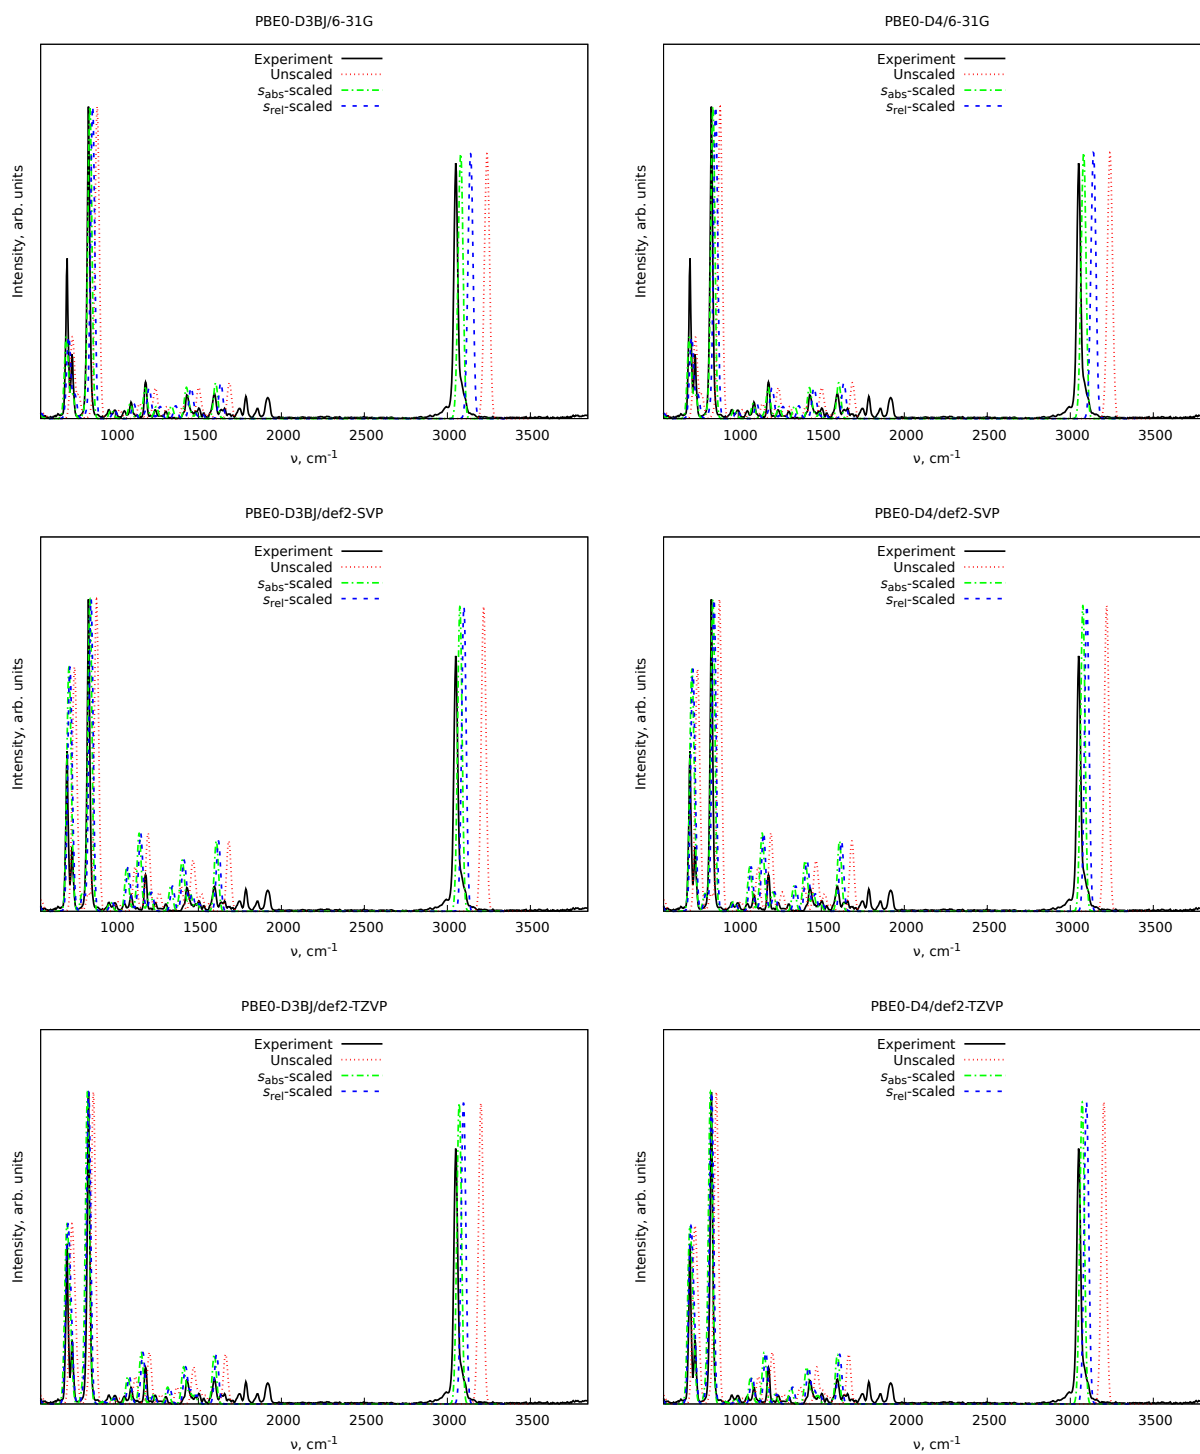 PBE0-D3BJ/6-31G
Experiment
Unscaled
sabs-scaled
srel-scaled
Intensity, arb. units
1000 1500 2000 2500 3000 3500
ν, cm-1
PBE0-D4/6-31G
Experiment
Unscaled
sabs-scaled
srel-scaled
Intensity, arb. units
1000 1500 2000 2500 3000 3500
ν, cm-1
PBE0-D3BJ/def2-SVP
Experiment
Unscaled
sabs-scaled
srel-scaled
Intensity, arb. units
1000 1500 2000 2500 3000 3500
ν, cm-1
PBE0-D4/def2-SVP
Experiment
Unscaled
sabs-scaled
srel-scaled
Intensity, arb. units
1000 1500 2000 2500 3000 3500
ν, cm-1
PBE0-D3BJ/def2-TZVP
Experiment
Unscaled
sabs-scaled
srel-scaled
Intensity, arb. units
1000 1500 2000 2500 3000 3500
ν, cm-1
PBE0-D4/def2-TZVP
Experiment
Unscaled
sabs-scaled
srel-scaled
Intensity, arb. units
1000 1500 2000 2500 3000 3500
ν, cm-1